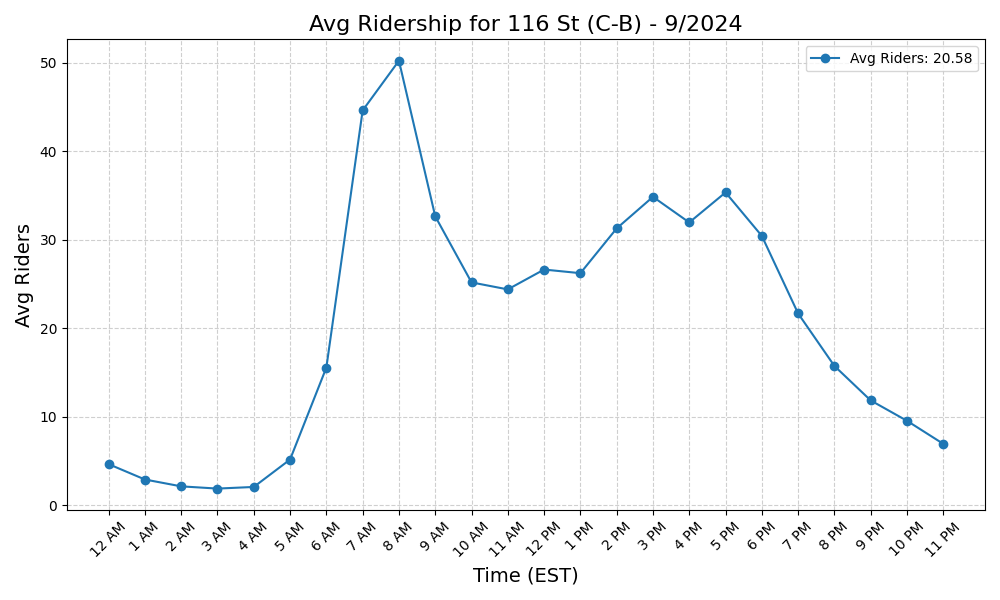 Avg Ridership for 116 St (C-B) - 9/2024
Avg Riders: 20.58
Avg Riders
50
40
30
20
10
0
12 AM 1 AM 2 AM 3 AM 4 AM 5 AM 6 AM 7 AM 8 AM 9 AM 10 AM 11 AM 12 PM 1 PM 2 PM 3 PM 4 PM 5 PM 6 PM 7 PM 8 PM 9 PM 10 PM 11 PM
Time (EST)